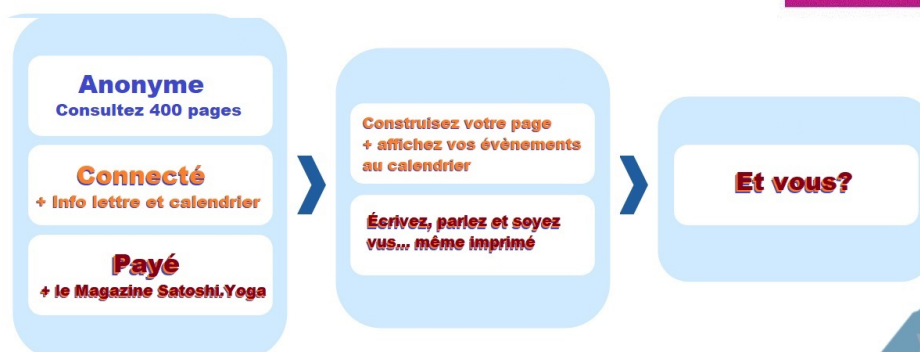 Anonyme
Consultez 400 pages
Connecté
+ Info lettre et calendrier
Payé
+ le Magazine Satoshi.Yoga
Construisez votre page
+ affichez vos évènements
au calendrier
Écrivez, parlez et soyez
vus... même imprimé
Et vous?